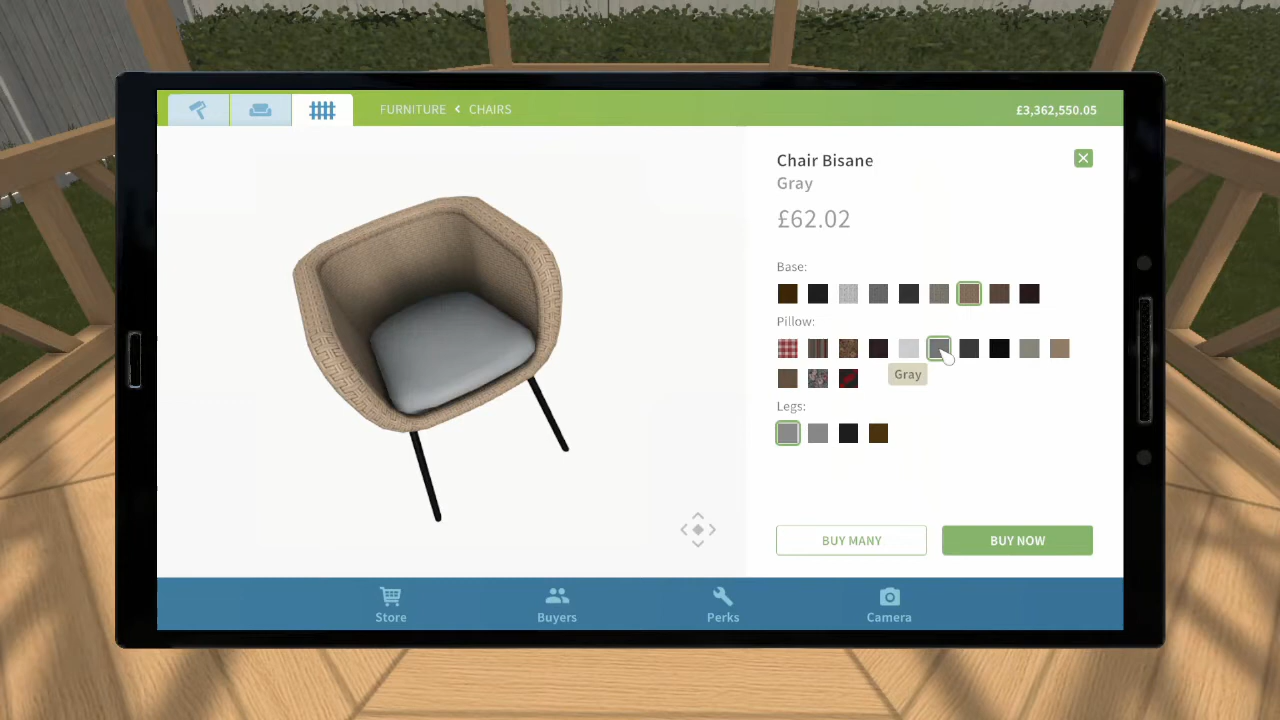 FURNITURE < CHAIRS
£3,362,550.05
Chair Bisane
Gray
£62.02
Base:
Pillow:
Gray
Legs:
BUY MANY
BUY NOW
Store
Buyers
Perks
Camera